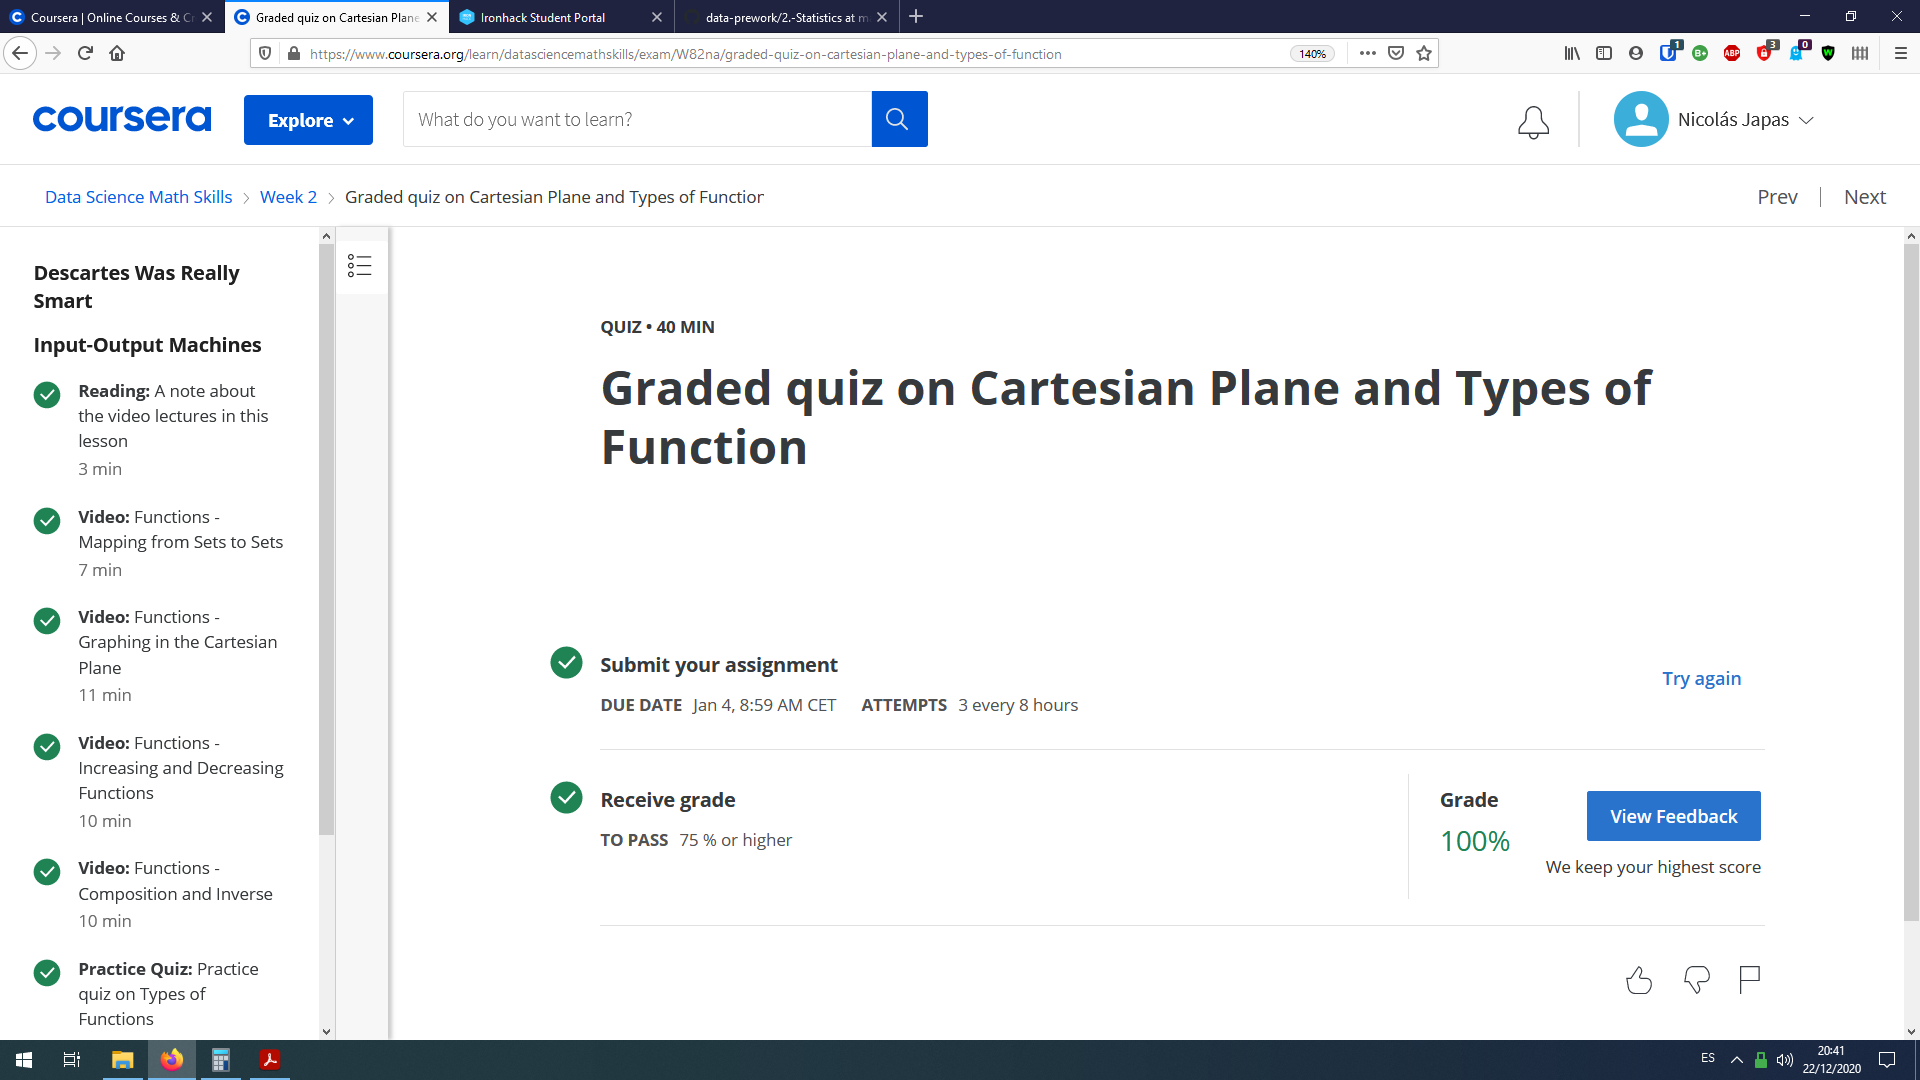 Coursera | Online Courses & Cr
Graded quiz on Cartesian Plane
Ironhack Student Portal
data-prework/2.-Statistics at m
https://www.coursera.org/learn/datasciencemathskills/exam/W82na/graded-quiz-on-cartesian-plane-and-types-of-function
140%
1
B+
ABP
3
0
W
coursera
Explore
What do you want to learn?
Nicolás Japas
Data Science Math Skills
Week 2
Graded quiz on Cartesian Plane and Types of Function
Prev
Next
Descartes Was Really
Smart
Input-Output Machines
Reading: A note about
the video lectures in this
lesson
3 min
Video: Functions -
Mapping from Sets to Sets
7 min
Video: Functions -
Graphing in the Cartesian
Plane
11 min
Video: Functions -
Increasing and Decreasing
Functions
10 min
Video: Functions -
Composition and Inverse
10 min
Practice Quiz: Practice
quiz on Types of
Functions
QUIZ • 40 MIN
Graded quiz on Cartesian Plane and Types of
Function
Submit your assignment
DUE DATE Jan 4, 8:59 AM CET ATTEMPTS 3 every 8 hours
Try again
Receive grade
TO PASS 75 % or higher
Grade
100%
View Feedback
We keep your highest score
ES
20:41
22/12/2020